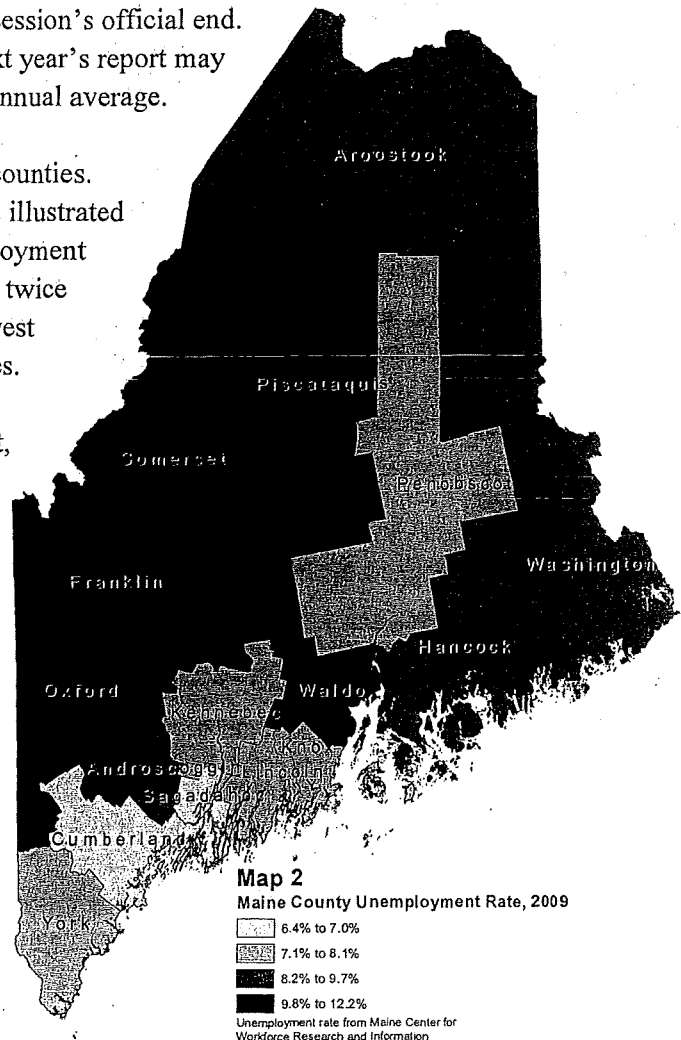 ession's official end.
xt year's report may
nnual average.
ounties.
illustrated
oyment
twice
est
s.
t,
Aroostook
Piscataquis
Somerset
Penobscot
Washington
Franklin
Hancock
Oxford
Waldo
Kennebec
Knox
Androscoggin
Lincoln
Sagadahoc
Cumberland
York
Map 2
Maine County Unemployment Rate, 2009
6.4% to 7.0%
7.1% to 8.1%
8.2% to 9.7%
9.8% to 12.2%
Unemployment rate from Maine Center for
Workforce Research and Information